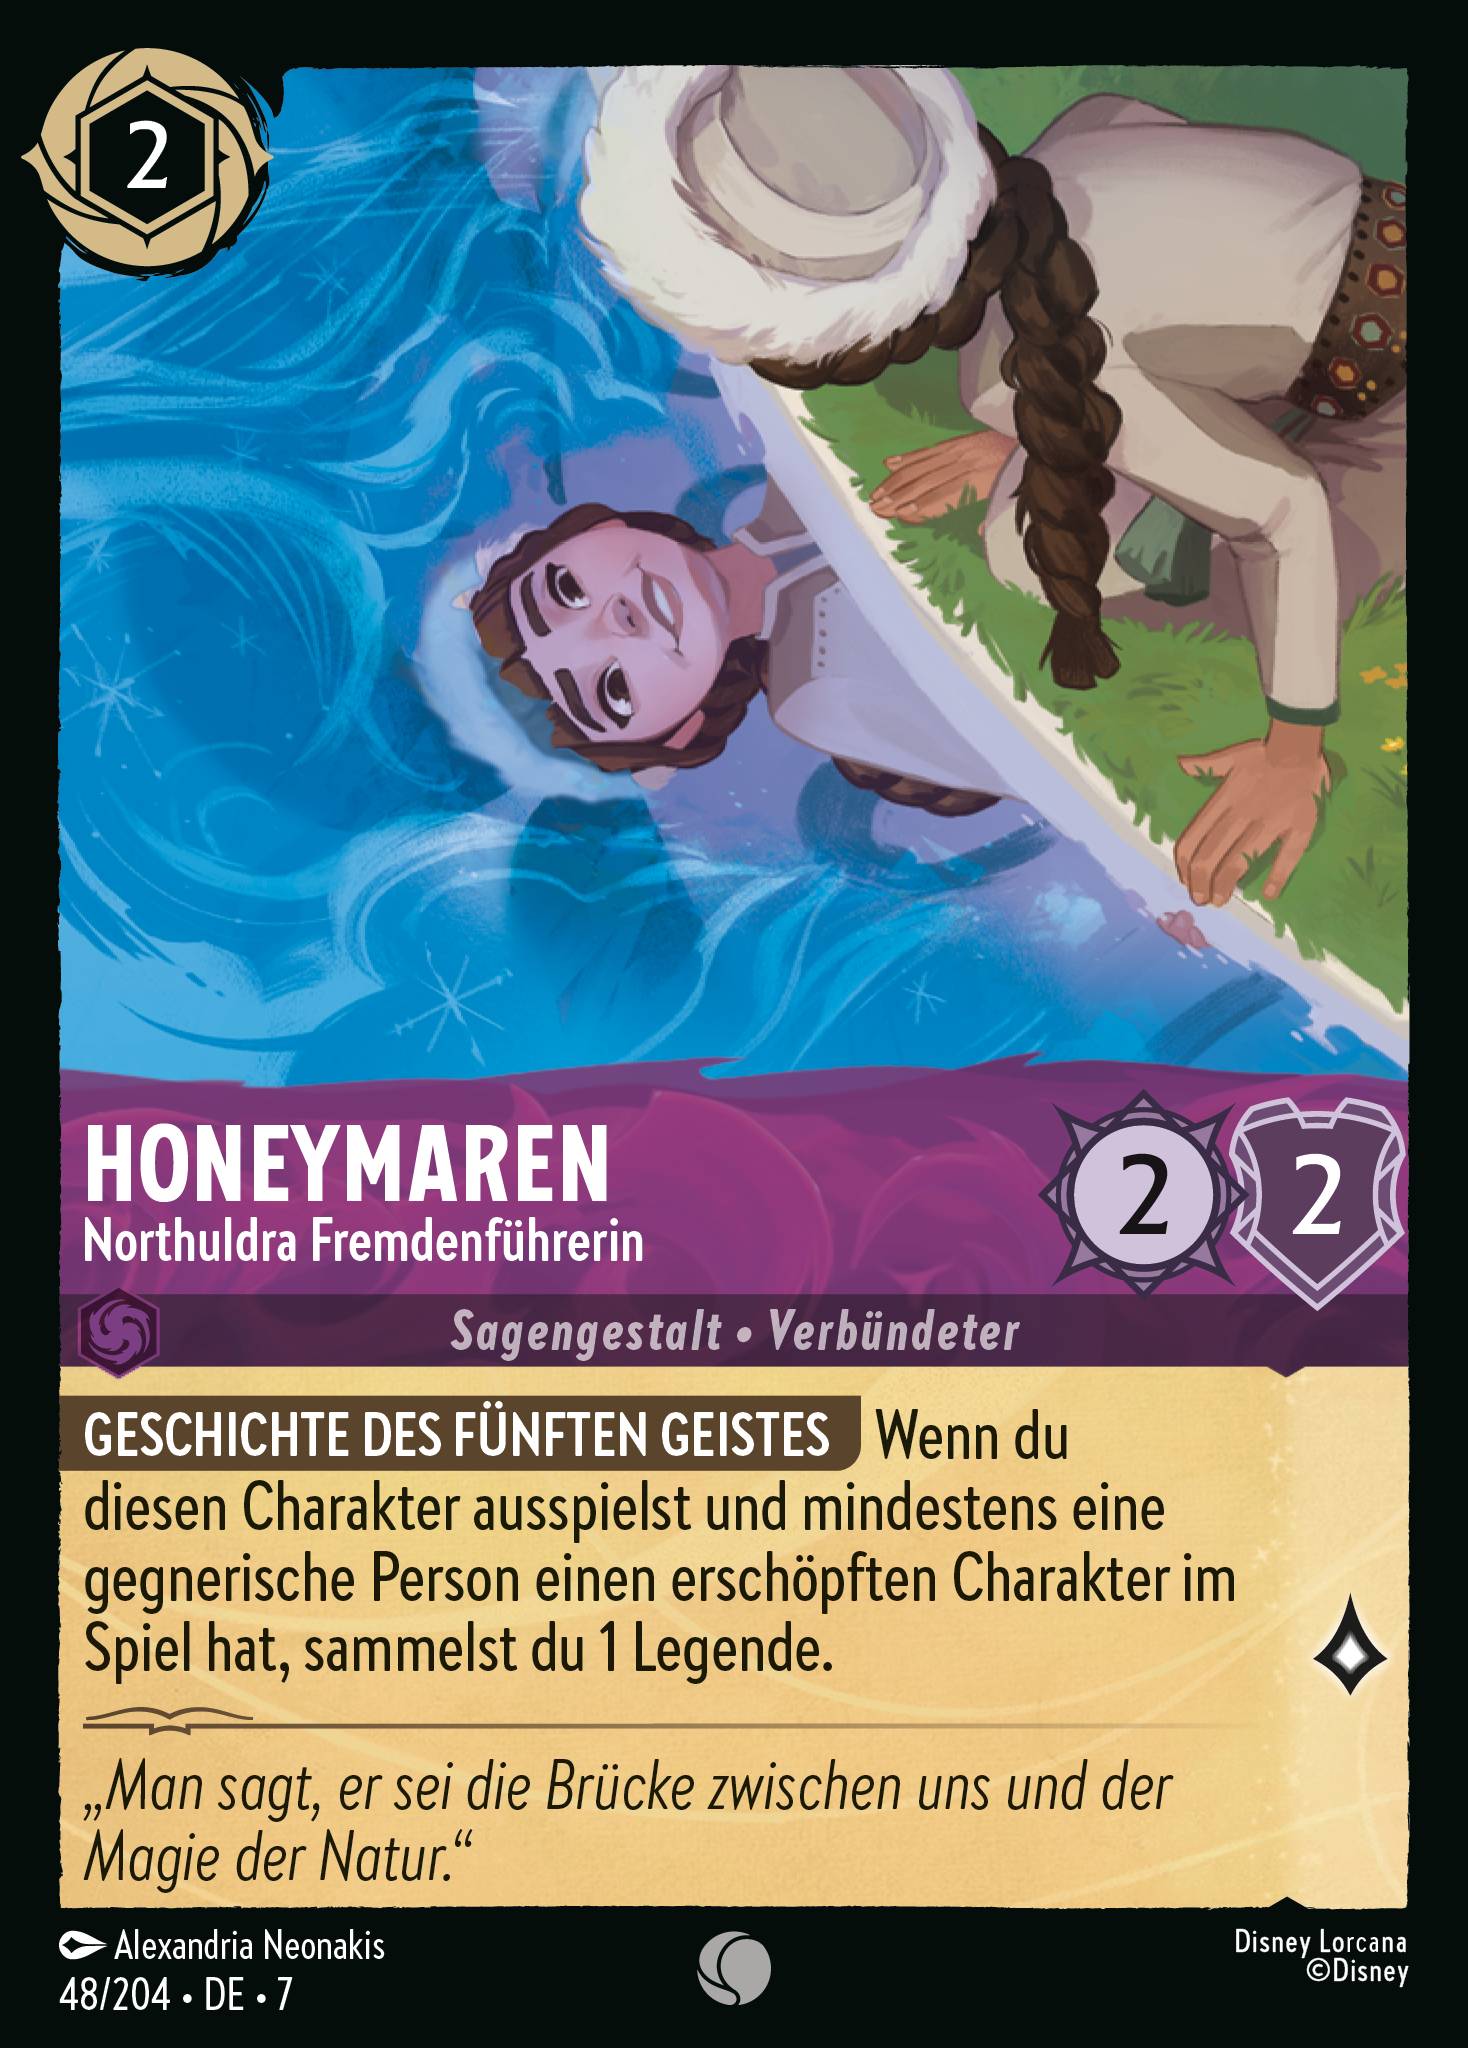 2
HONEYMAREN
Northuldra Fremdenführerin
2 2
Sagengestalt • Verbündeter
GESCHICHTE DES FÜNFTEN GEISTES Wenn du
diesen Charakter ausspielst und mindestens eine
gegnerische Person einen erschöpften Charakter im
Spiel hat, sammelst du 1 Legende.
„Man sagt, er sei die Brücke zwischen uns und der
Magie der Natur.“
Alexandria Neonakis
48/204 • DE • 7
Disney Lorcana
©Disney